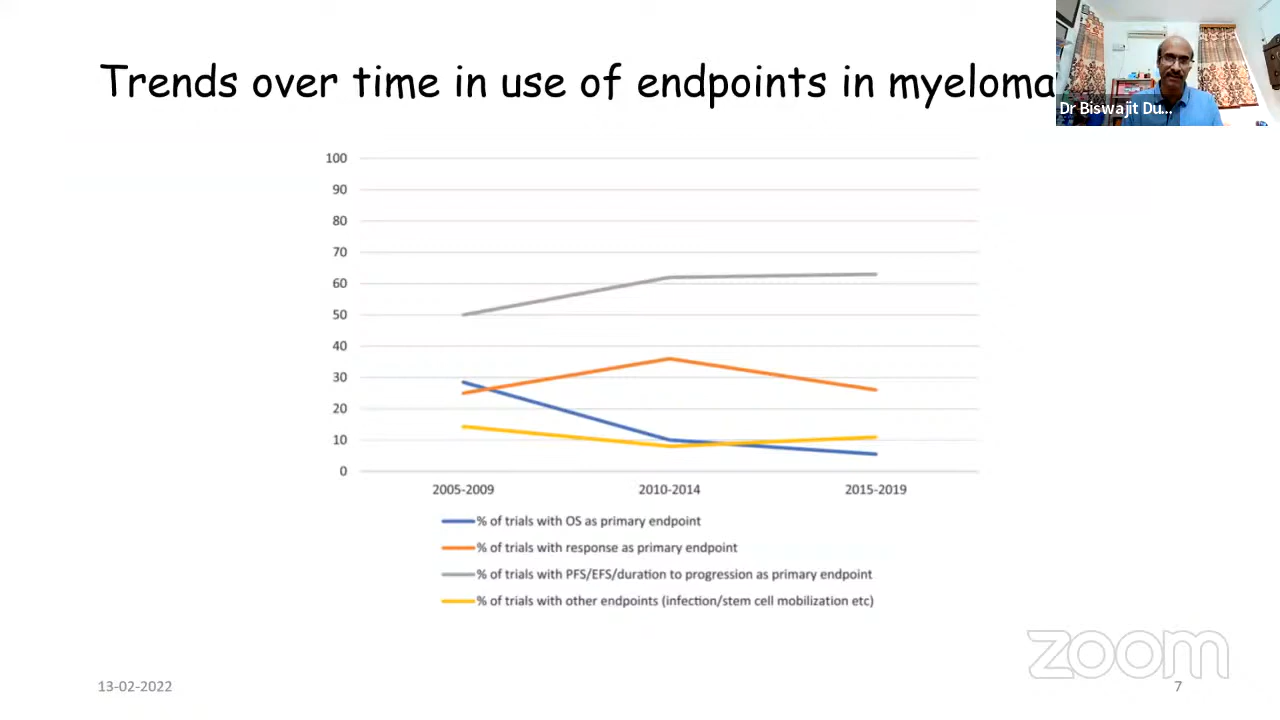 Trends over time in use of endpoints in myeloma
Dr Biswajit Du...
100
90
80
70
60
50
40
30
20
10
0
2005-2009 2010-2014 2015-2019
% of trials with OS as primary endpoint
% of trials with response as primary endpoint
% of trials with PFS/EFS/duration to progression as primary endpoint
% of trials with other endpoints (infection/stem cell mobilization etc)
zoom
13-02-2022 7